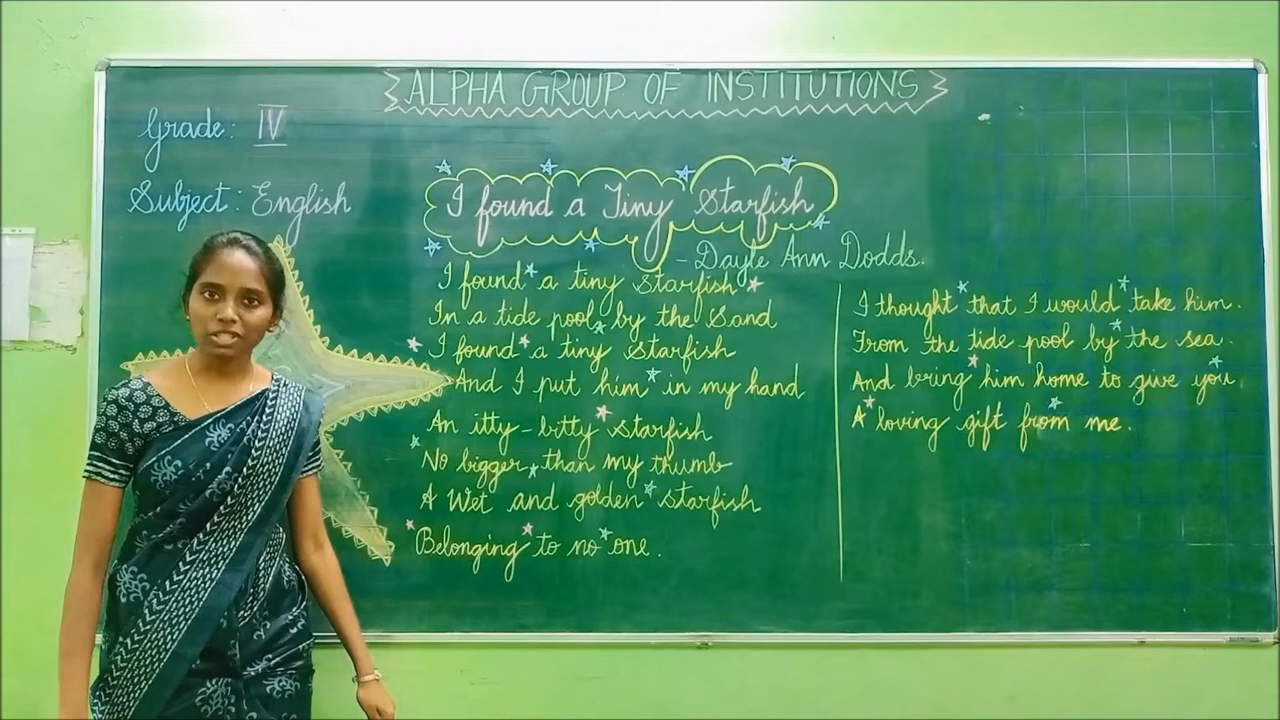 ALPHA GROUP OF INSTITUTIONS
Grade: IV
Subject: English
I found a Tiny Starfish
- Dayle Ann Dodds.
I found a tiny starfish
In a tide pool by the Sand
I found a tiny starfish
And I put him in my hand
An itty-bitty starfish
No bigger than my thumb
A Wet and golden starfish
Belonging to no one.
I thought that I would take him.
From the tide pool by the sea.
And bring him home to give you
A loving gift from me.